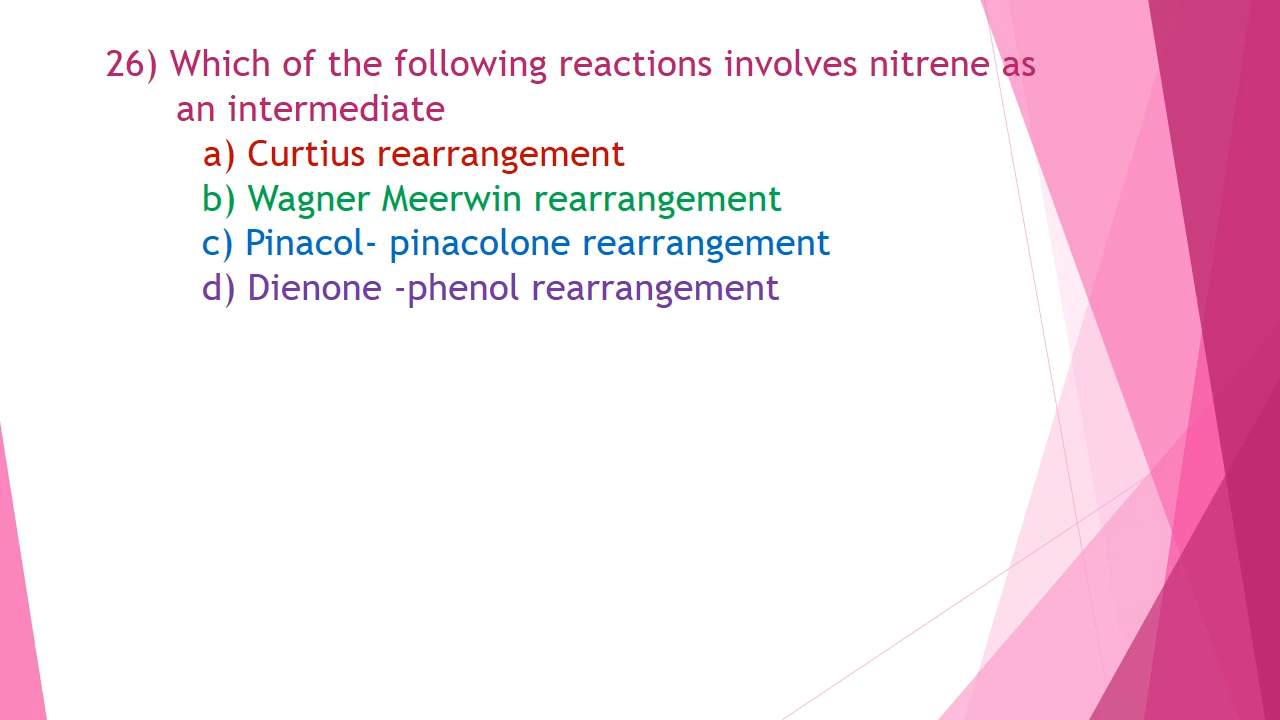 26) Which of the following reactions involves nitrene as
an intermediate
a) Curtius rearrangement
b) Wagner Meerwin rearrangement
c) Pinacol- pinacolone rearrangement
d) Dienone -phenol rearrangement